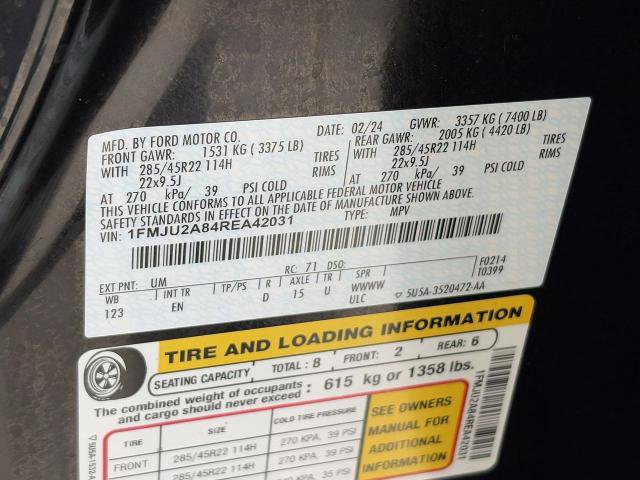 MFD. BY FORD MOTOR CO.
DATE: 02/24 GVWR: 3357 KG (7400 LB)
FRONT GAWR: 1531 KG (3375 LB) REAR GAWR: 2005 KG (4420 LB)
WITH 285/45R22 114H TIRES WITH 285/45R22 114H TIRES
22x9.5J RIMS 22x9.5J RIMS
AT 270 kPa/ 39 PSI COLD AT 270 kPa/ 39 PSI COLD
THIS VEHICLE CONFORMS TO ALL APPLICABLE FEDERAL MOTOR VEHICLE
SAFETY STANDARDS IN EFFECT ON THE DATE OF MANUFACTURE SHOWN ABOVE.
VIN: 1FMJU2A84REA42031 TYPE: MPV
EXT PNT: UM RC: 71 DSO: F0214
WB INT TR TP/PS R AXLE TR SPR T0399
123 EN D 15 U WWWW
ULC ▽ 5U5A-3520472-AA
TIRE AND LOADING INFORMATION
SEATING CAPACITY TOTAL : 8 FRONT: 2 REAR: 6
The combined weight of occupants and cargo should never exceed : 615 kg or 1358 lbs.
TIRE SIZE COLD TIRE PRESSURE
FRONT 285/45R22 114H 270 KPA, 39 PSI
285/45R22 114H 270 KPA, 39 PSI
35 PSI
SEE OWNERS
MANUAL FOR
ADDITIONAL
INFORMATION
1FMJU2A84REA42031